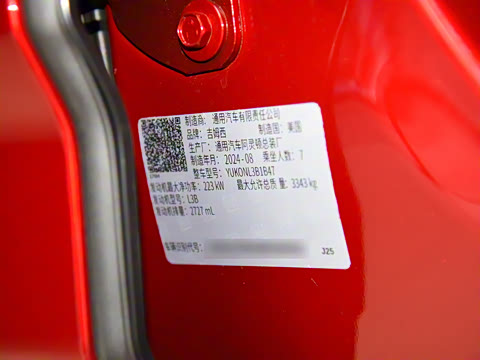 制造商：通用汽车有限责任公司
品牌：吉姆西 制造国：美国
生产厂：通用汽车阿灵顿总装厂
制造年月：2024-08 乘坐人数：7
整车型号：YUKONL3B1B47
发动机最大净功率：223 kW 最大允许总质量：3343 kg
发动机型号：L3B
发动机排量：2727 mL
车辆识别代号：
J25